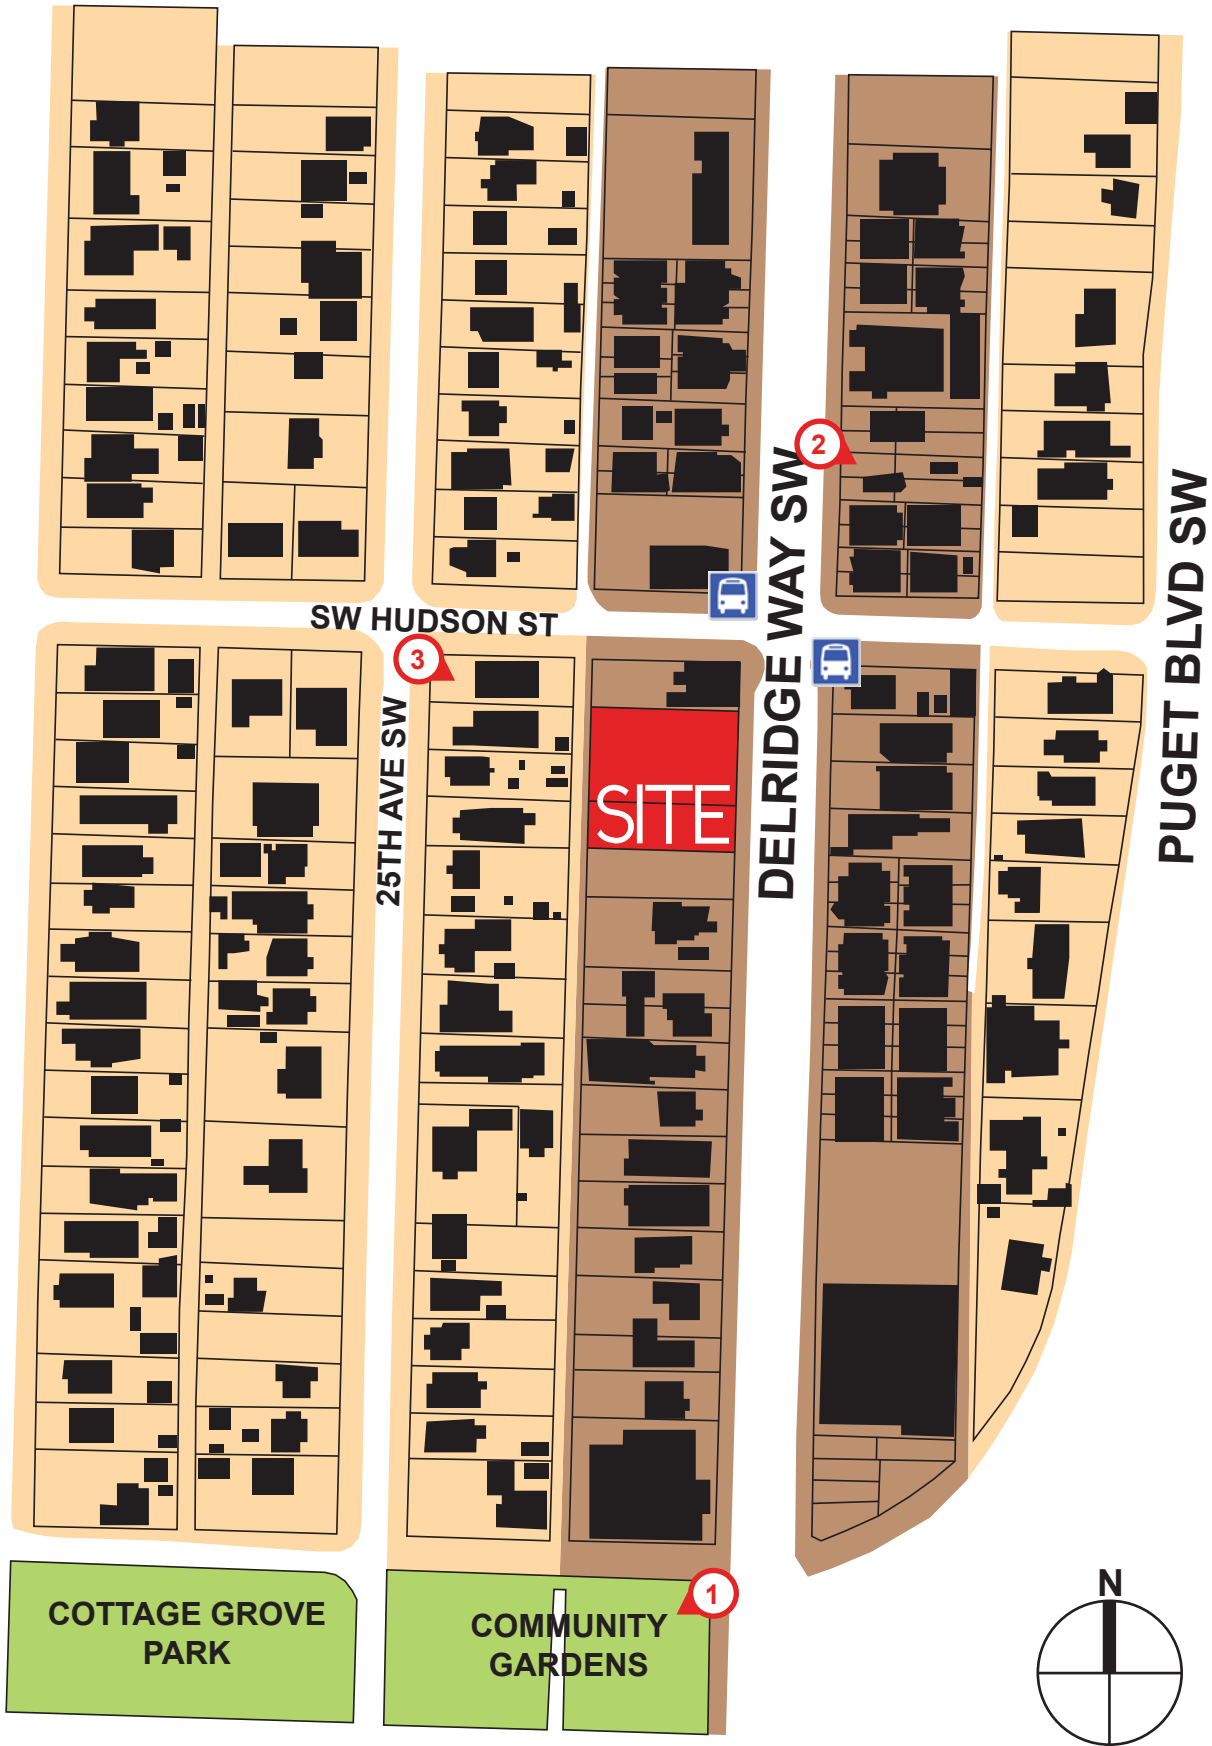 2
SW HUDSON ST
3
25TH AVE SW
DELRIDGE WAY SW
PUGET BLVD SW
SITE
1
COTTAGE GROVE
PARK
COMMUNITY
GARDENS
N